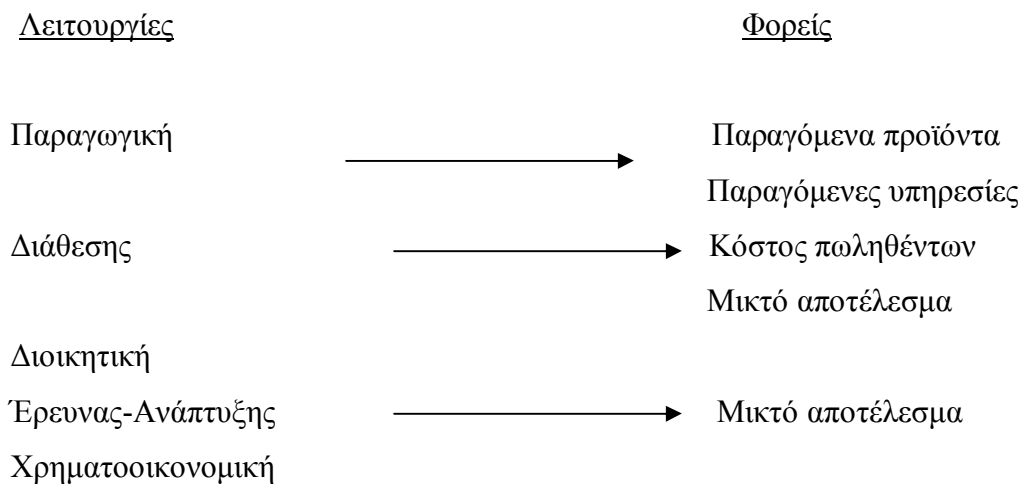 Λειτουργίες Φορείς
Παραγωγική Παραγόμενα προϊόντα
Παραγόμενες υπηρεσίες
Διάθεσης Κόστος πωληθέντων
Μικτό αποτέλεσμα
Διοικητική
Έρευνας-Ανάπτυξης Μικτό αποτέλεσμα
Χρηματοοικονομική